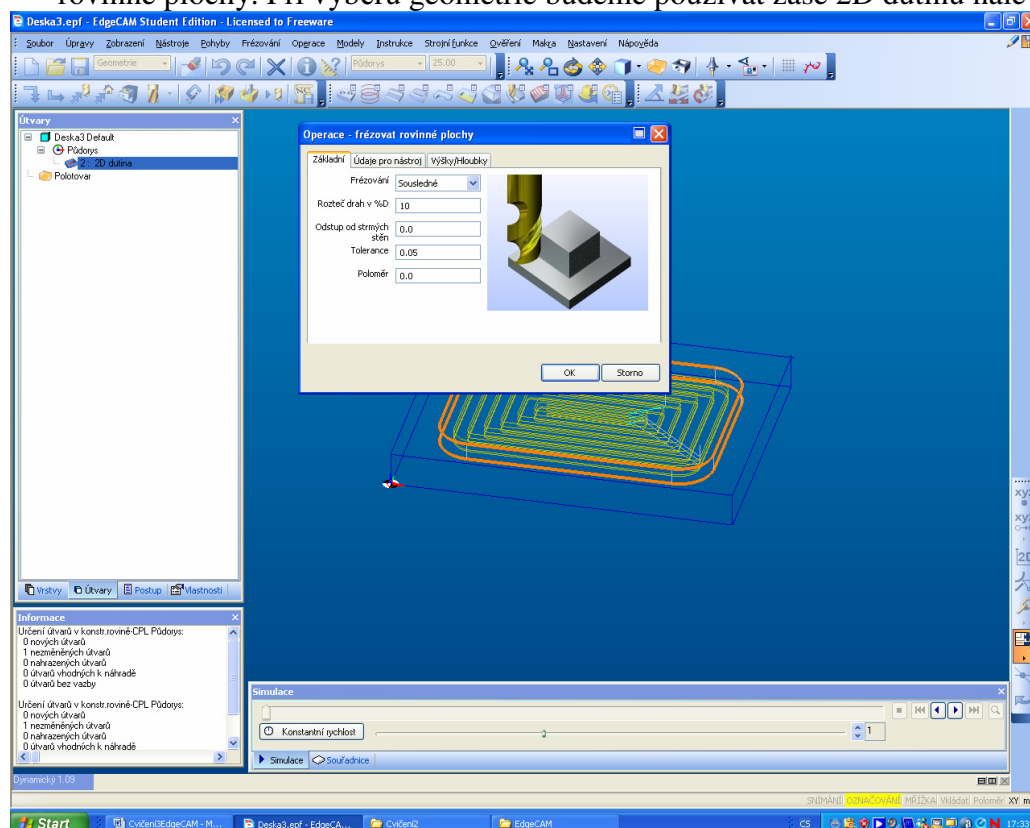 rovinné plochy. Při výběru geometrie budeme používat zase 2D dutinu nale
Deska3.epf - EdgeCAM Student Edition - Licensed to Freeware
Soubor Úpravy Zobrazení Nástroje Pohyby Frézování Operace Modely Instrukce Strojní funkce Ověření Makra Nastavení Nápověda
Geometrie Půdorys 25.00
Útvary
Deska3 Default
Půdorys
2 : 2D dutina
Polotovar
Operace - frézovat rovinné plochy
Základní Údaje pro nástroj Výšky/Hloubky
Frézování Sousledné
Rozteč drah v %D 10
Odstup od strmých stěn 0.0
Tolerance 0.05
Poloměr 0.0
OK Storno
xy
xy
2D
Vrstvy Útvary Postup Vlastnosti
Informace
Určení útvarů v konstr.rovině-CPL Půdorys:
0 nových útvarů
1 nezměněných útvarů
0 nahrazených útvarů
0 útvarů vhodných k náhradě
0 útvarů bez vazby
Určení útvarů v konstr.rovině-CPL Půdorys:
0 nových útvarů
1 nezměněných útvarů
0 nahrazených útvarů
0 útvarů vhodných k náhradě
Simulace
Konstantní rychlost 1
Simulace Souřadnice
Dynamický 1.09
SNÍMÁNÍ OZNAČOVÁNÍ MŘÍŽKA Vkládat Poloměr XY m
Start Cvičení3EdgeCAM - M... Deska3.epf - EdgeCA... Cvičení2 EdgeCAM CS 17:33